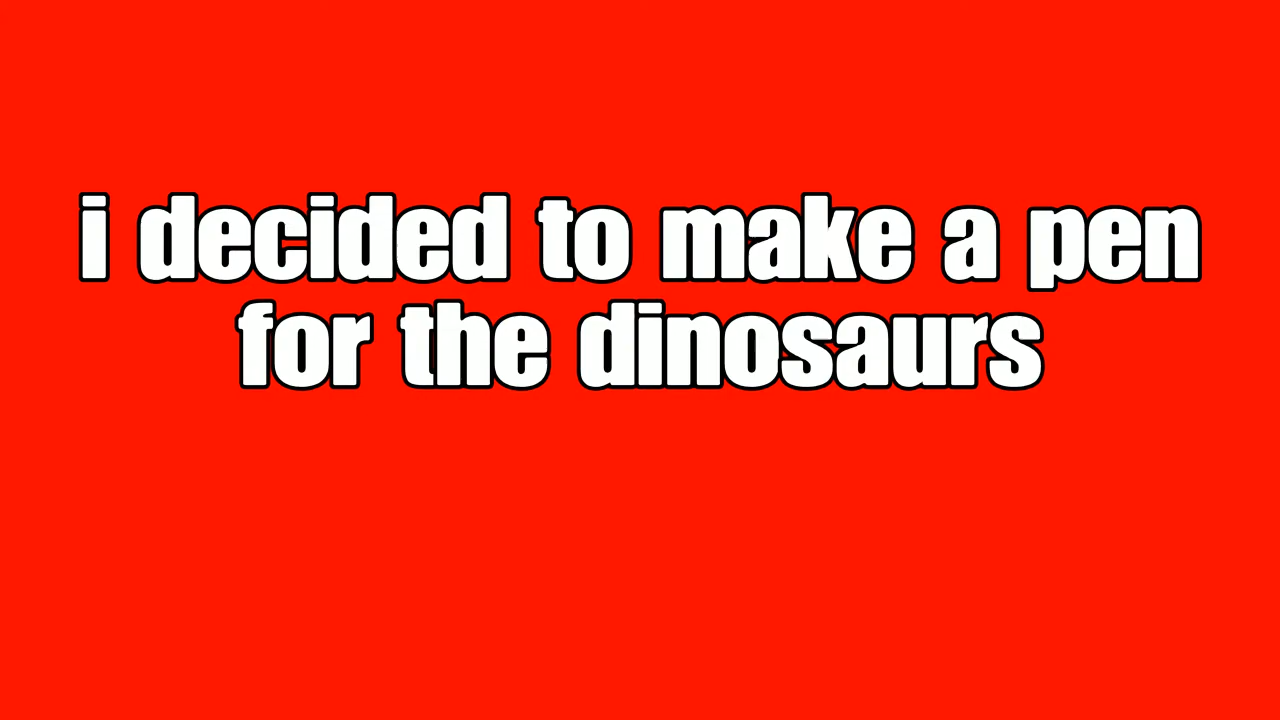 i decided to make a pen
for the dinosaurs